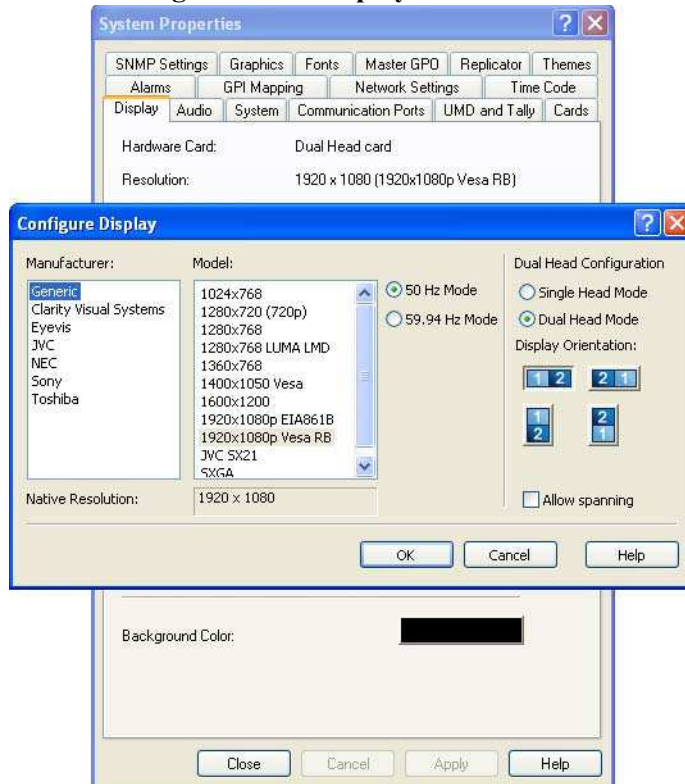 System Properties
SNMP Settings Graphics Fonts Master GPO Replicator Themes
Alarms GPI Mapping Network Settings Time Code
Display Audio System Communication Ports UMD and Tally Cards
Hardware Card: Dual Head card
Resolution: 1920 x 1080 (1920x1080p Vesa RB)
Configure Display
Manufacturer:
Generic
Clarity Visual Systems
Eyevis
JVC
NEC
Sony
Toshiba
Model:
1024x768
1280x720 (720p)
1280x768
1280x768 LUMA LMD
1360x768
1400x1050 Vesa
1600x1200
1920x1080p EIA861B
1920x1080p Vesa RB
JVC SX21
SXGA
50 Hz Mode
59.94 Hz Mode
Dual Head Configuration
Single Head Mode
Dual Head Mode
Display Orientation:
1 2 2 1
1 2
2 1
Native Resolution: 1920 x 1080
Allow spanning
OK Cancel Help
Background Color:
Close Cancel Apply Help